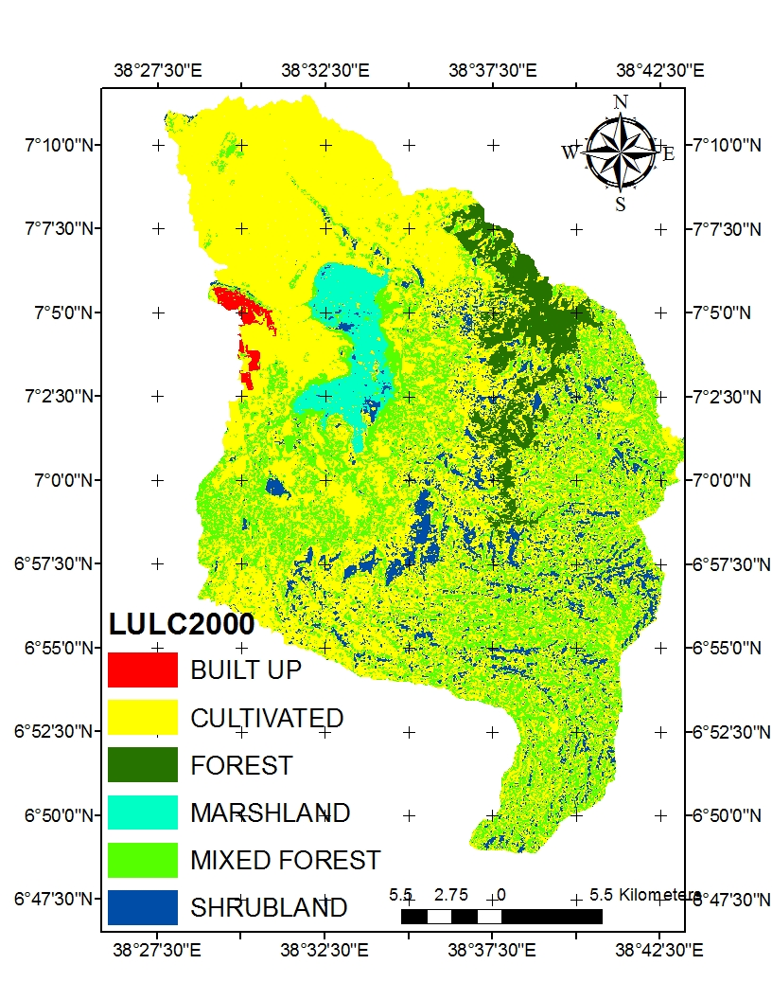 38°27'30"E 38°32'30"E 38°37'30"E 38°42'30"E
N
7°10'0"N W E 7°10'0"N
S
7°7'30"N 7°7'30"N
7°5'0"N 7°5'0"N
7°2'30"N 7°2'30"N
7°0'0"N 7°0'0"N
6°57'30"N 6°57'30"N
LULC2000
6°55'0"N 6°55'0"N
BUILT UP
CULTIVATED
6°52'30"N 6°52'30"N
FOREST
6°50'0"N MARSHLAND 6°50'0"N
MIXED FOREST
5.5 2.75 0 5.5 Kilometers
6°47'30"N 6°47'30"N
SHRUBLAND
38°27'30"E 38°32'30"E 38°37'30"E 38°42'30"E